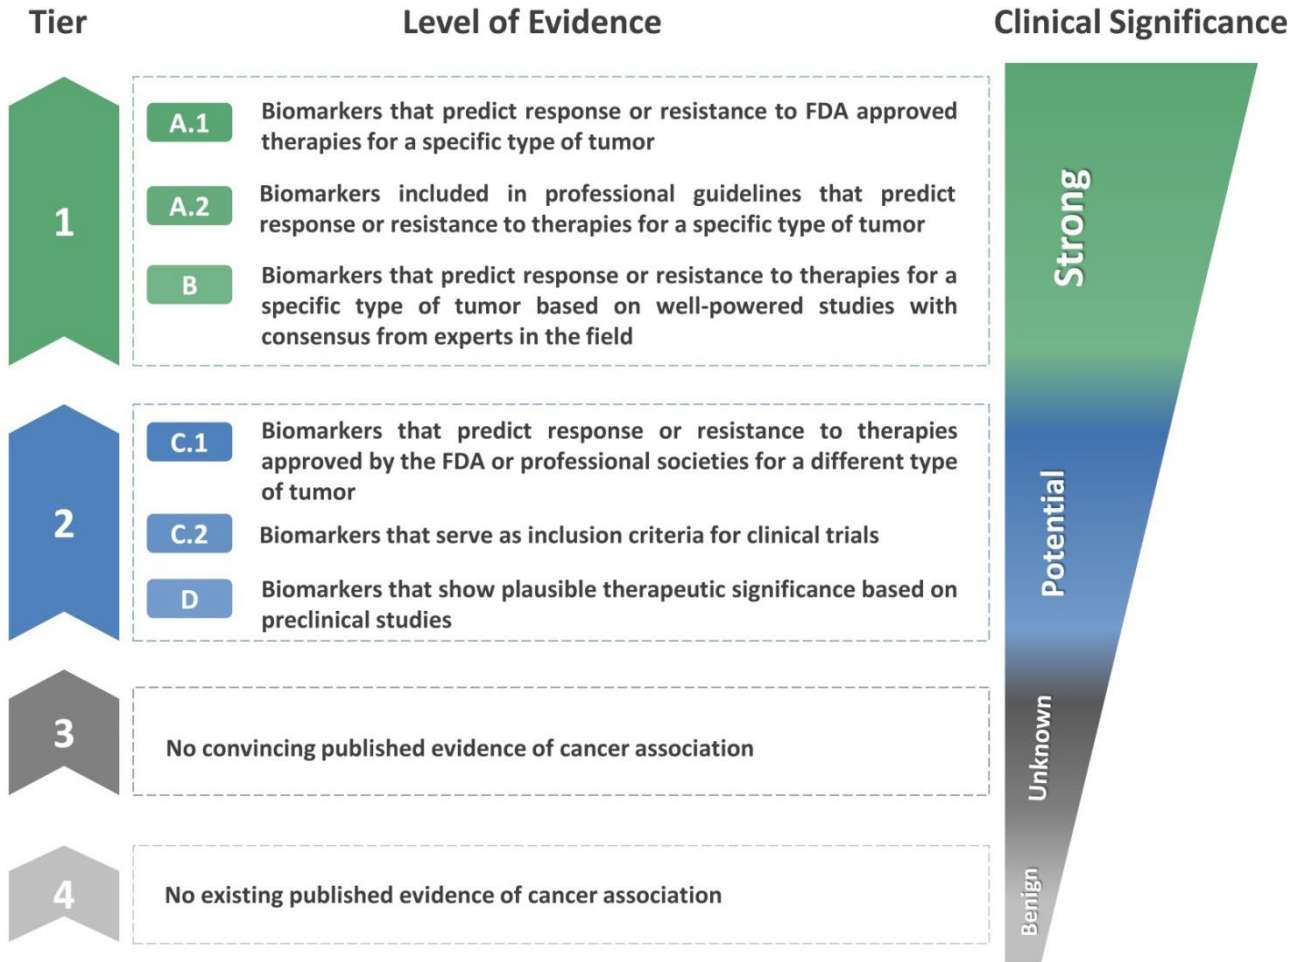 Tier
Level of Evidence
Clinical Significance
1
A.1
Biomarkers that predict response or resistance to FDA approved
therapies for a specific type of tumor
A.2
Biomarkers included in professional guidelines that predict
response or resistance to therapies for a specific type of tumor
B
Biomarkers that predict response or resistance to therapies for a
specific type of tumor based on well-powered studies with
consensus from experts in the field
Strong
2
C.1
Biomarkers that predict response or resistance to therapies
approved by the FDA or professional societies for a different type
of tumor
C.2
Biomarkers that serve as inclusion criteria for clinical trials
D
Biomarkers that show plausible therapeutic significance based on
preclinical studies
Potential
3
No convincing published evidence of cancer association
Unknown
4
No existing published evidence of cancer association
Benign